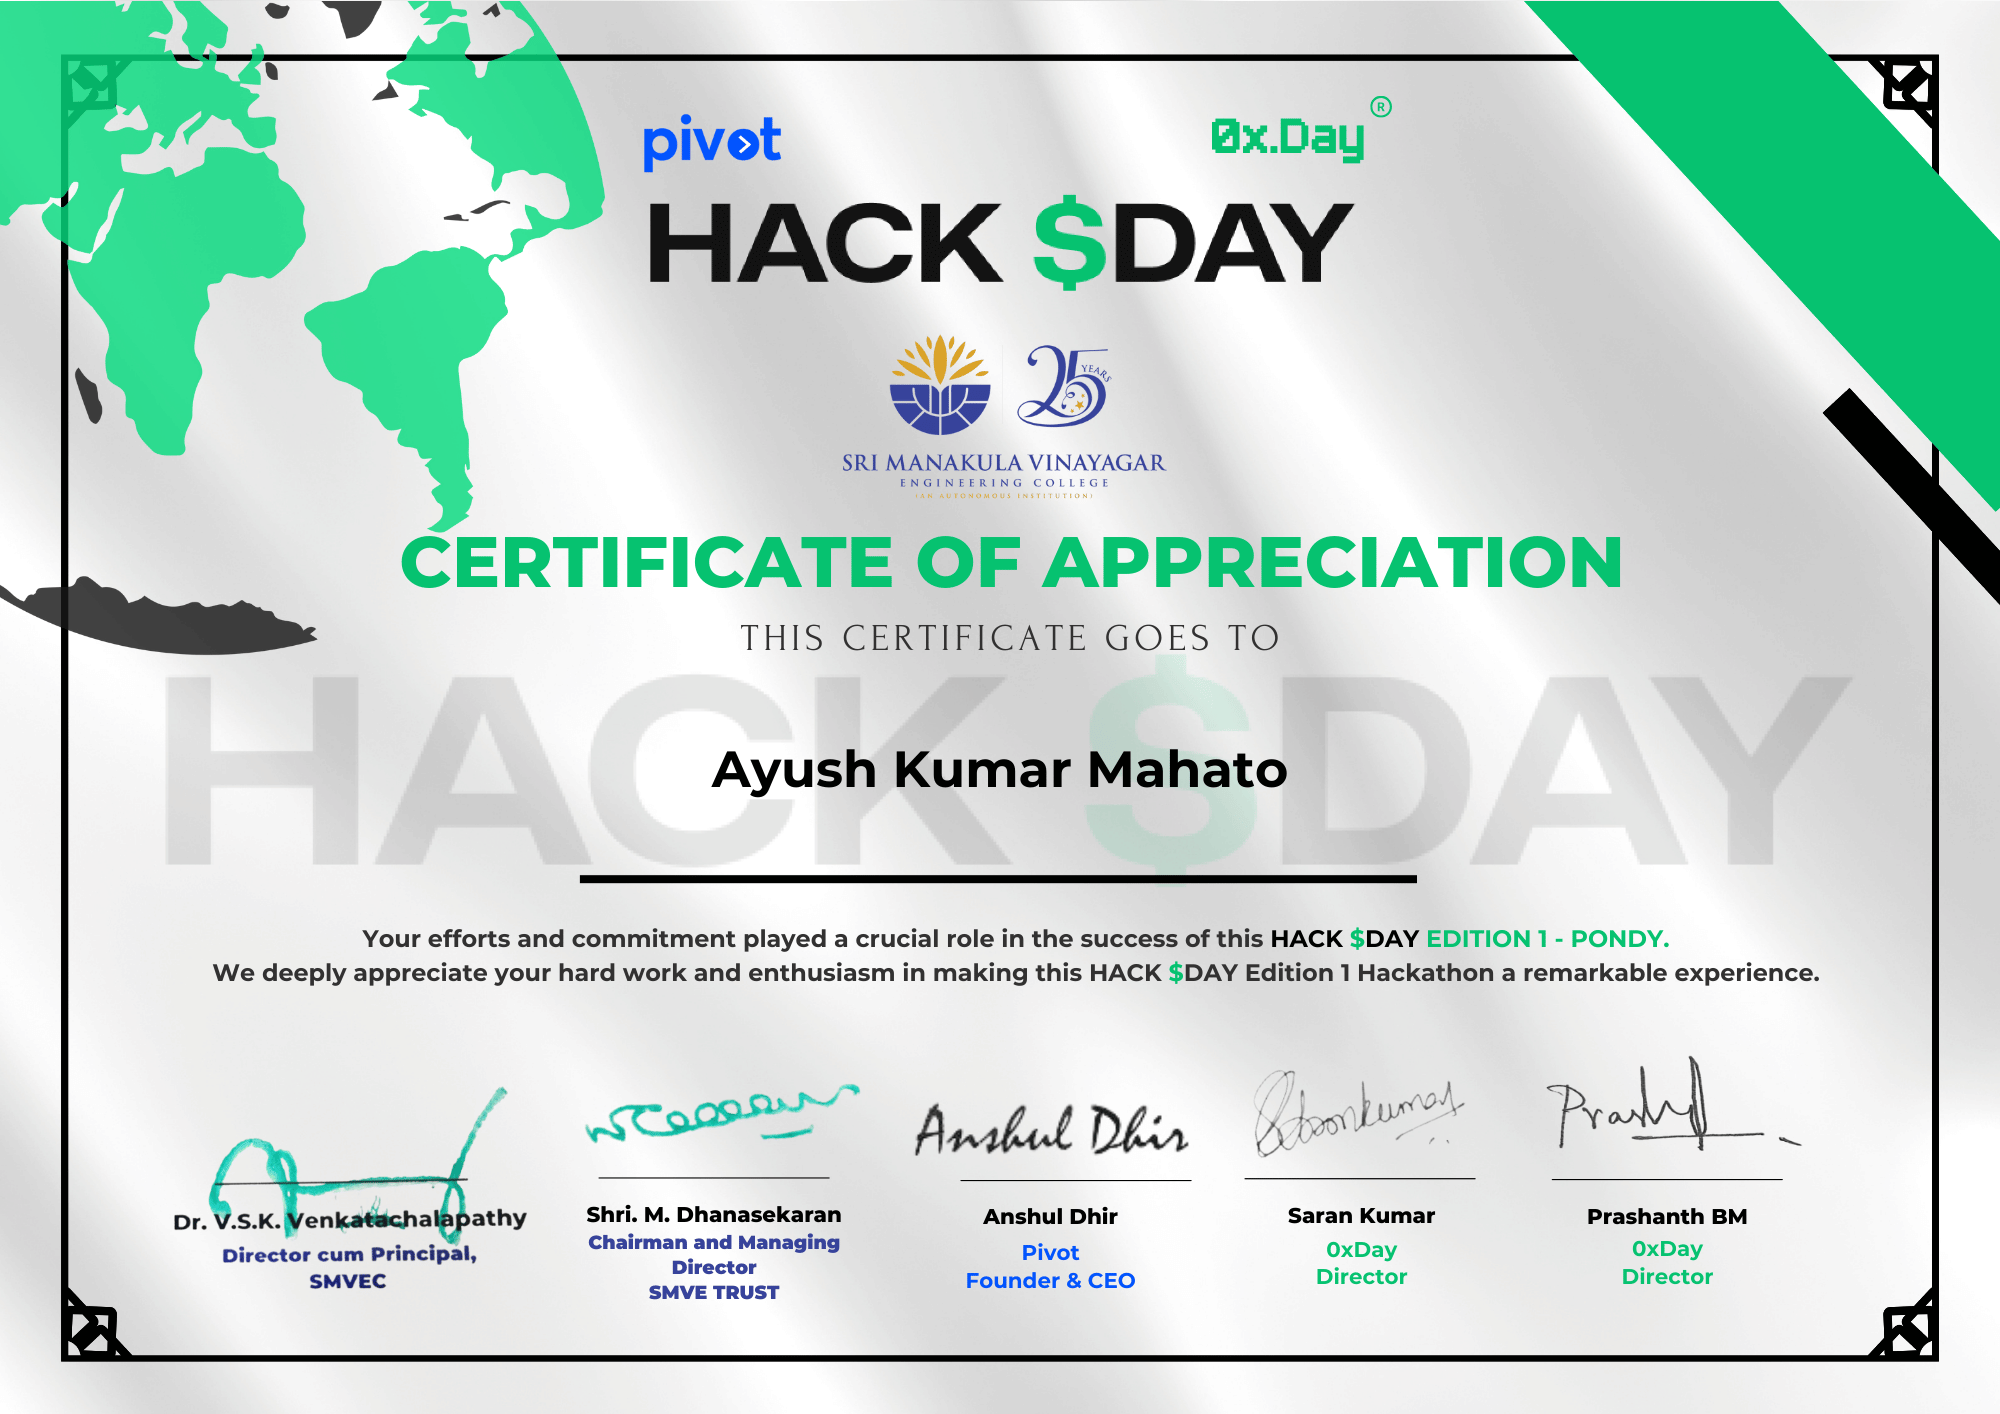 pivot
0x.Day ®
HACK $DAY
25 YEARS
SRI MANAKULA VINAYAGAR
ENGINEERING COLLEGE
(AN AUTONOMOUS INSTITUTION)
CERTIFICATE OF APPRECIATION
THIS CERTIFICATE GOES TO
HACK $DAY
Ayush Kumar Mahato
Your efforts and commitment played a crucial role in the success of this HACK $DAY EDITION 1 - PONDY.
We deeply appreciate your hard work and enthusiasm in making this HACK $DAY Edition 1 Hackathon a remarkable experience.
Anshul Dhir
Dr. V.S.K. Venkatachalapathy
Director cum Principal,
SMVEC
Shri. M. Dhanasekaran
Chairman and Managing
Director
SMVE TRUST
Anshul Dhir
Pivot
Founder & CEO
Saran Kumar
0xDay
Director
Prashanth BM
0xDay
Director